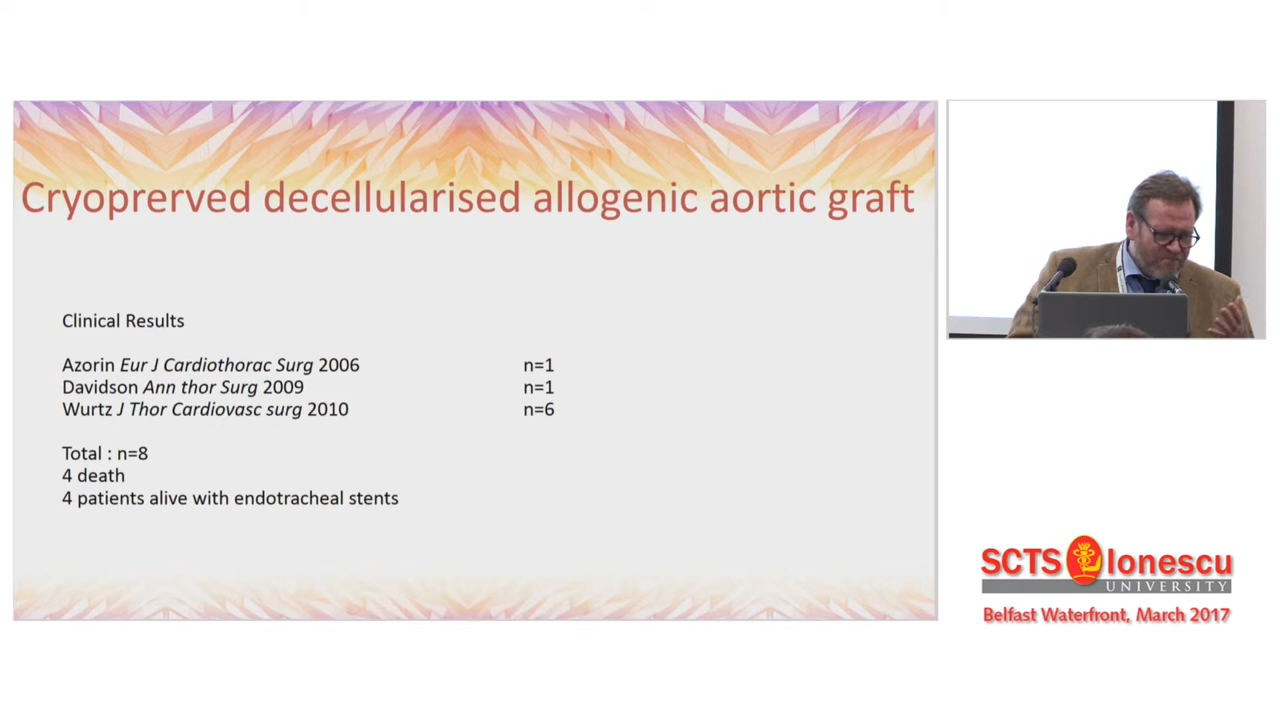 Cryoprerved decellularised allogenic aortic graft
Clinical Results
Azorin Eur J Cardiothorac Surg 2006 n=1
Davidson Ann thor Surg 2009 n=1
Wurtz J Thor Cardiovasc surg 2010 n=6
Total : n=8
4 death
4 patients alive with endotracheal stents
SCTS Ionescu
UNIVERSITY
Belfast Waterfront, March 2017